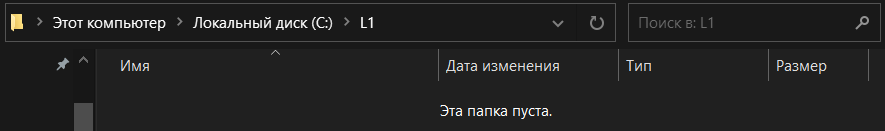 Этот компьютер > Локальный диск (C:) > L1
Поиск в: L1
Имя
Дата изменения
Тип
Размер
Эта папка пуста.